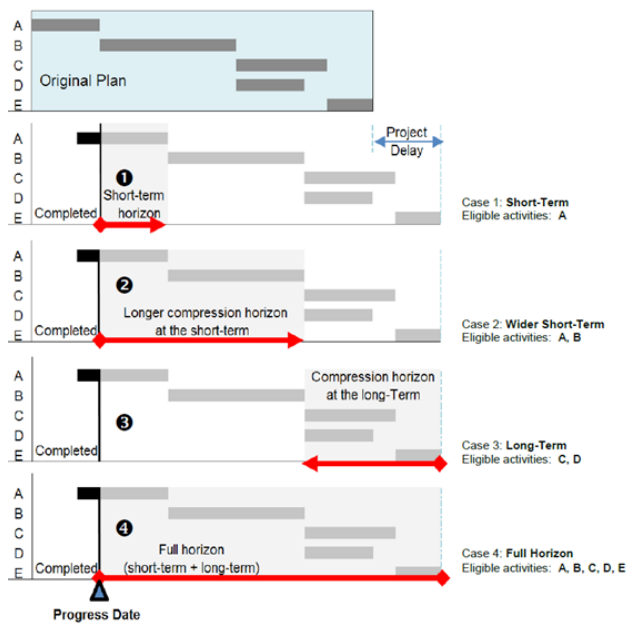 A
B
C
D
E
Original Plan
A
B
C
D
E
Completed
❶
Short-term
horizon
Project
Delay
Case 1: Short-Term
Eligible activities: A
A
B
C
D
E
Completed
❷
Longer compression horizon
at the short-term
Case 2: Wider Short-Term
Eligible activities: A, B
A
B
C
D
E
Completed
❸
Compression horizon
at the long-Term
Case 3: Long-Term
Eligible activities: C, D
A
B
C
D
E
Completed
❹
Full horizon
(short-term + long-term)
Case 4: Full Horizon
Eligible activities: A, B, C, D, E
Progress Date